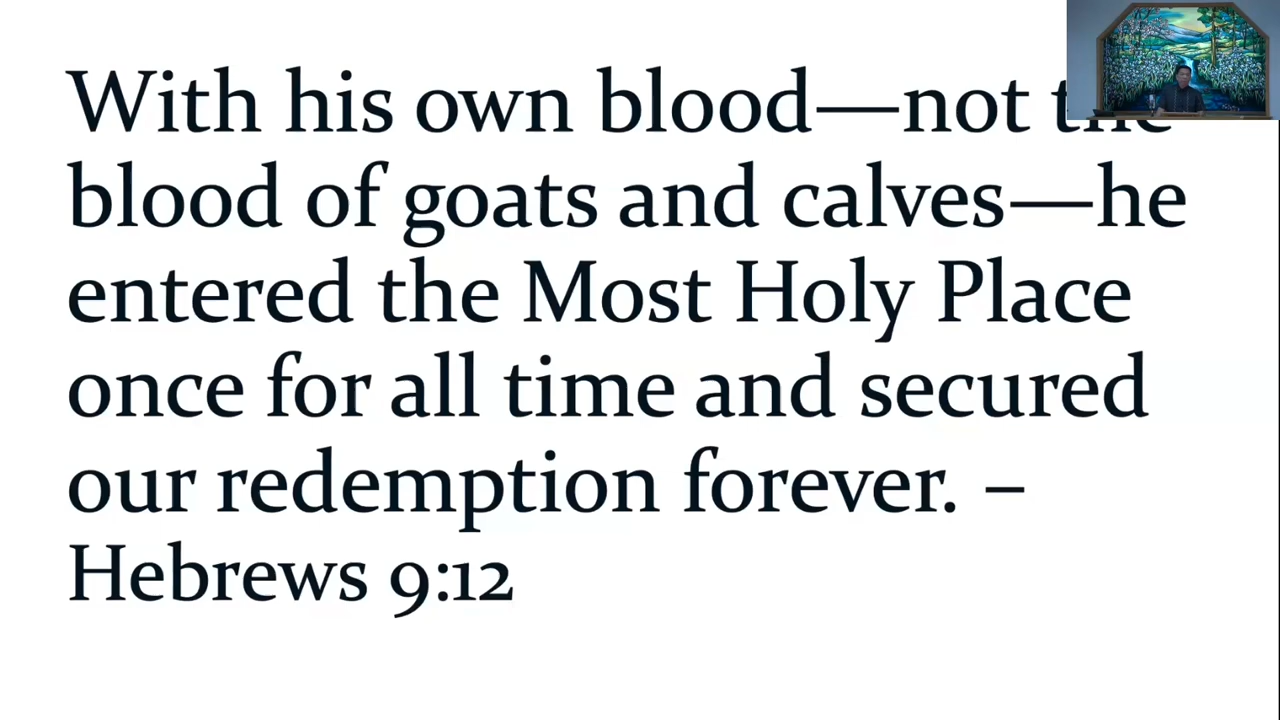 With his own blood—not the
blood of goats and calves—he
entered the Most Holy Place
once for all time and secured
our redemption forever. –
Hebrews 9:12